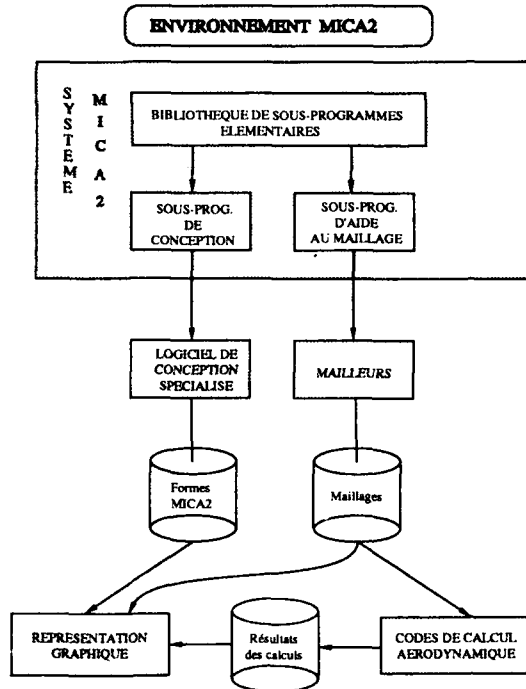 ENVIRONNEMENT MICA2
SYSTEME
MICA2
BIBLIOTHEQUE DE SOUS-PROGRAMMES
ELEMENTAIRES
SOUS-PROG.
DE
CONCEPTION
SOUS-PROG.
D'AIDE
AU MAILLAGE
LOGICIEL DE
CONCEPTION
SPECIALISE
MAILLEURS
Formes
MICA2
Maillages
REPRESENTATION
GRAPHIQUE
Résultats
des calculs
CODES DE CALCUL
AERODYNAMIQUE